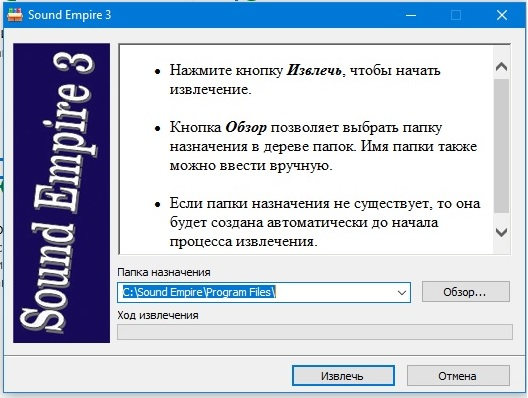 Sound Empire 3
Sound Empire 3
• Нажмите кнопку Извлечь, чтобы начать
извлечение.
• Кнопка Обзор позволяет выбрать папку
назначения в дереве папок. Имя папки также
можно ввести вручную.
• Если папки назначения не существует, то она
будет создана автоматически до начала
процесса извлечения.
Папка назначения
C:\Sound Empire\Program Files\
Обзор...
Ход извлечения
Извлечь
Отмена